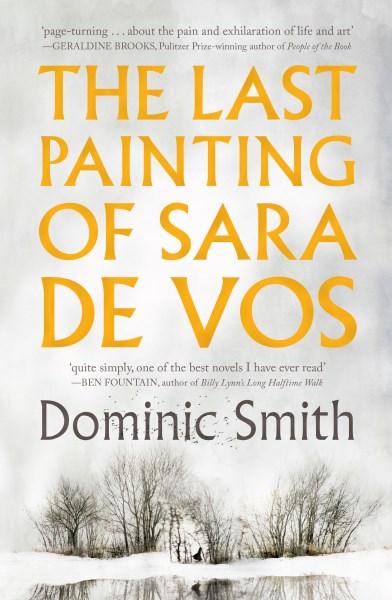 ‘page-turning . . . about the pain and exhilaration of life and art’
—GERALDINE BROOKS, Pulitzer Prize-winning author of People of the Book
THE LAST
PAINTING
OF SARA
DE VOS
‘quite simply, one of the best novels I have ever read’
—BEN FOUNTAIN, author of Billy Lynn’s Long Halftime Walk
Dominic Smith